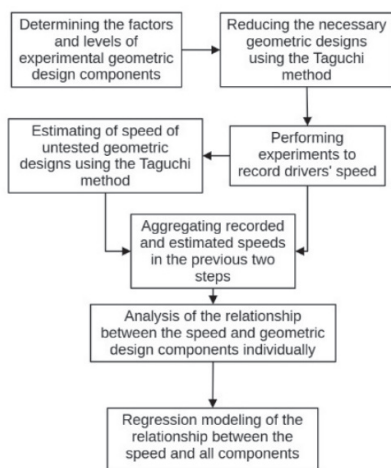 Determining the factors
and levels of
experimental geometric
design components
Reducing the necessary
geometric designs
using the Taguchi
method
Estimating of speed of
untested geometric
designs using the Taguchi
method
Performing
experiments to
record drivers' speed
Aggregating recorded
and estimated speeds
in the previous two
steps
Analysis of the relationship
between the speed and geometric
design components individually
Regression modeling of the
relationship between the
speed and all components